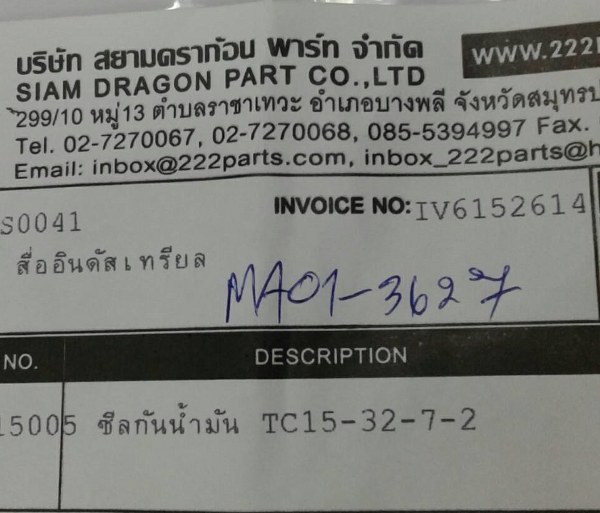 บริษัท สยามดราก้อน พาร์ท จำกัด
WWW.222
SIAM DRAGON PART CO.,LTD
299/10 หมู่13 ตำบลราชาเทวะ อำเภอบางพลี จังหวัดสมุทรป
Tel. 02-7270067, 02-7270068, 085-5394997 Fax.
Email: inbox@222parts.com, inbox_222parts@h
S0041
INVOICE NO: IV6152614
สื่ออินดัสเทรียล
MA01-3627
NO. DESCRIPTION
15005 ซีลกันน้ำมัน TC15-32-7-2